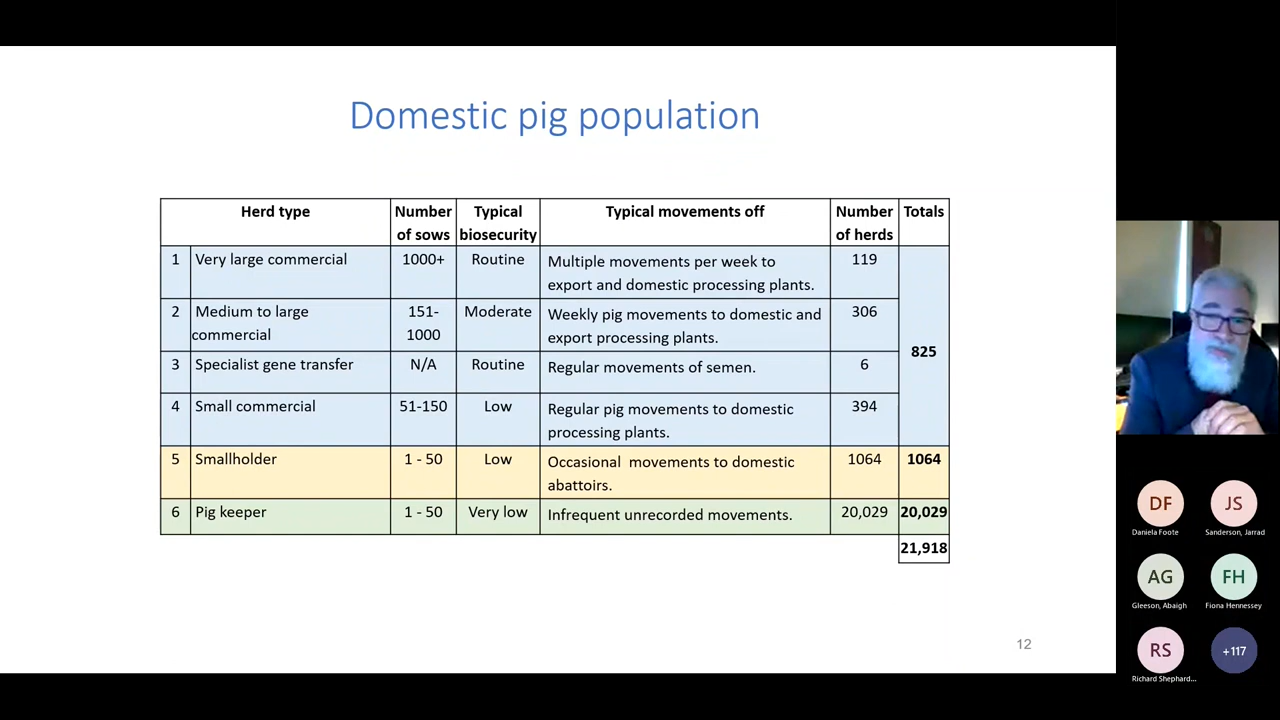 Domestic pig population
Herd type
Number
of sows
Typical
biosecurity
Typical movements off
Number
of herds
Totals
1
Very large commercial
1000+
Routine
Multiple movements per week to
export and domestic processing plants.
119
2
Medium to large
commercial
151-
1000
Moderate
Weekly pig movements to domestic and
export processing plants.
306
825
3
Specialist gene transfer
N/A
Routine
Regular movements of semen.
6
4
Small commercial
51-150
Low
Regular pig movements to domestic
processing plants.
394
5
Smallholder
1 - 50
Low
Occasional movements to domestic
abattoirs.
1064
1064
6
Pig keeper
1 - 50
Very low
Infrequent unrecorded movements.
20,029
20,029
21,918
12
DF
Daniela Foote
JS
Sanderson, Jarrad
AG
Gleeson, Abaigh
FH
Fiona Hennessey
RS
Richard Shephard...
+117